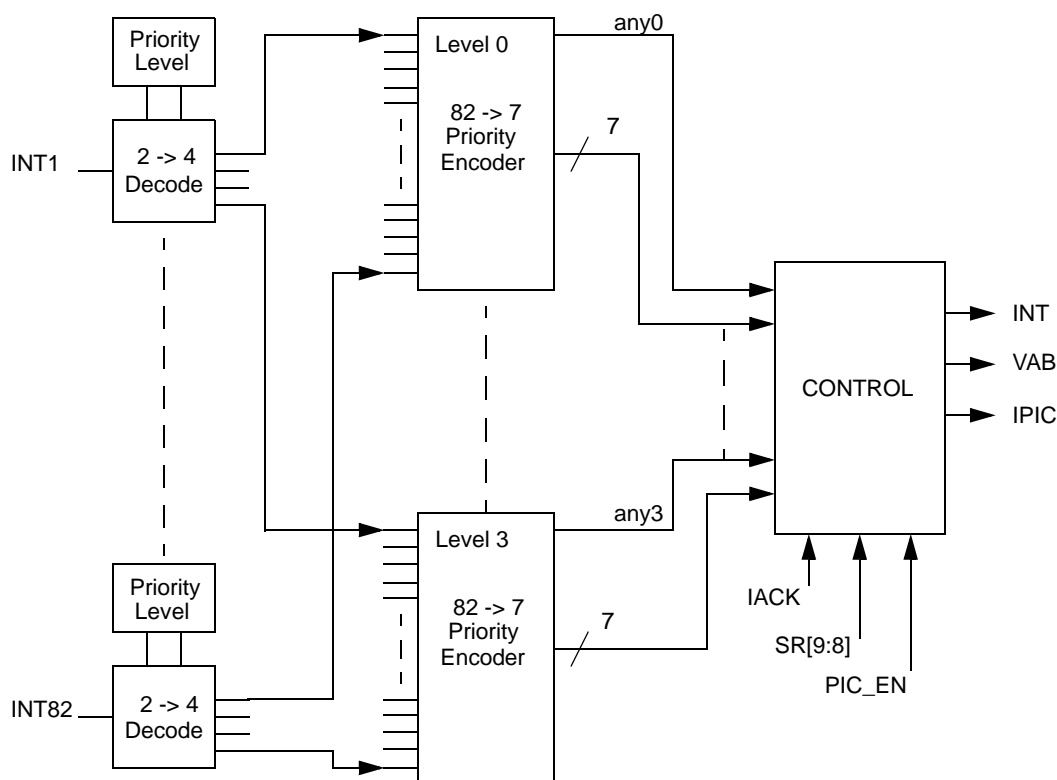 Priority
Level
2 -> 4
Decode
INT1
Level 0
82 -> 7
Priority
Encoder
any0
7
CONTROL
INT
VAB
IPIC
IACK
SR[9:8]
PIC_EN
Priority
Level
2 -> 4
Decode
INT82
Level 3
82 -> 7
Priority
Encoder
any3
7